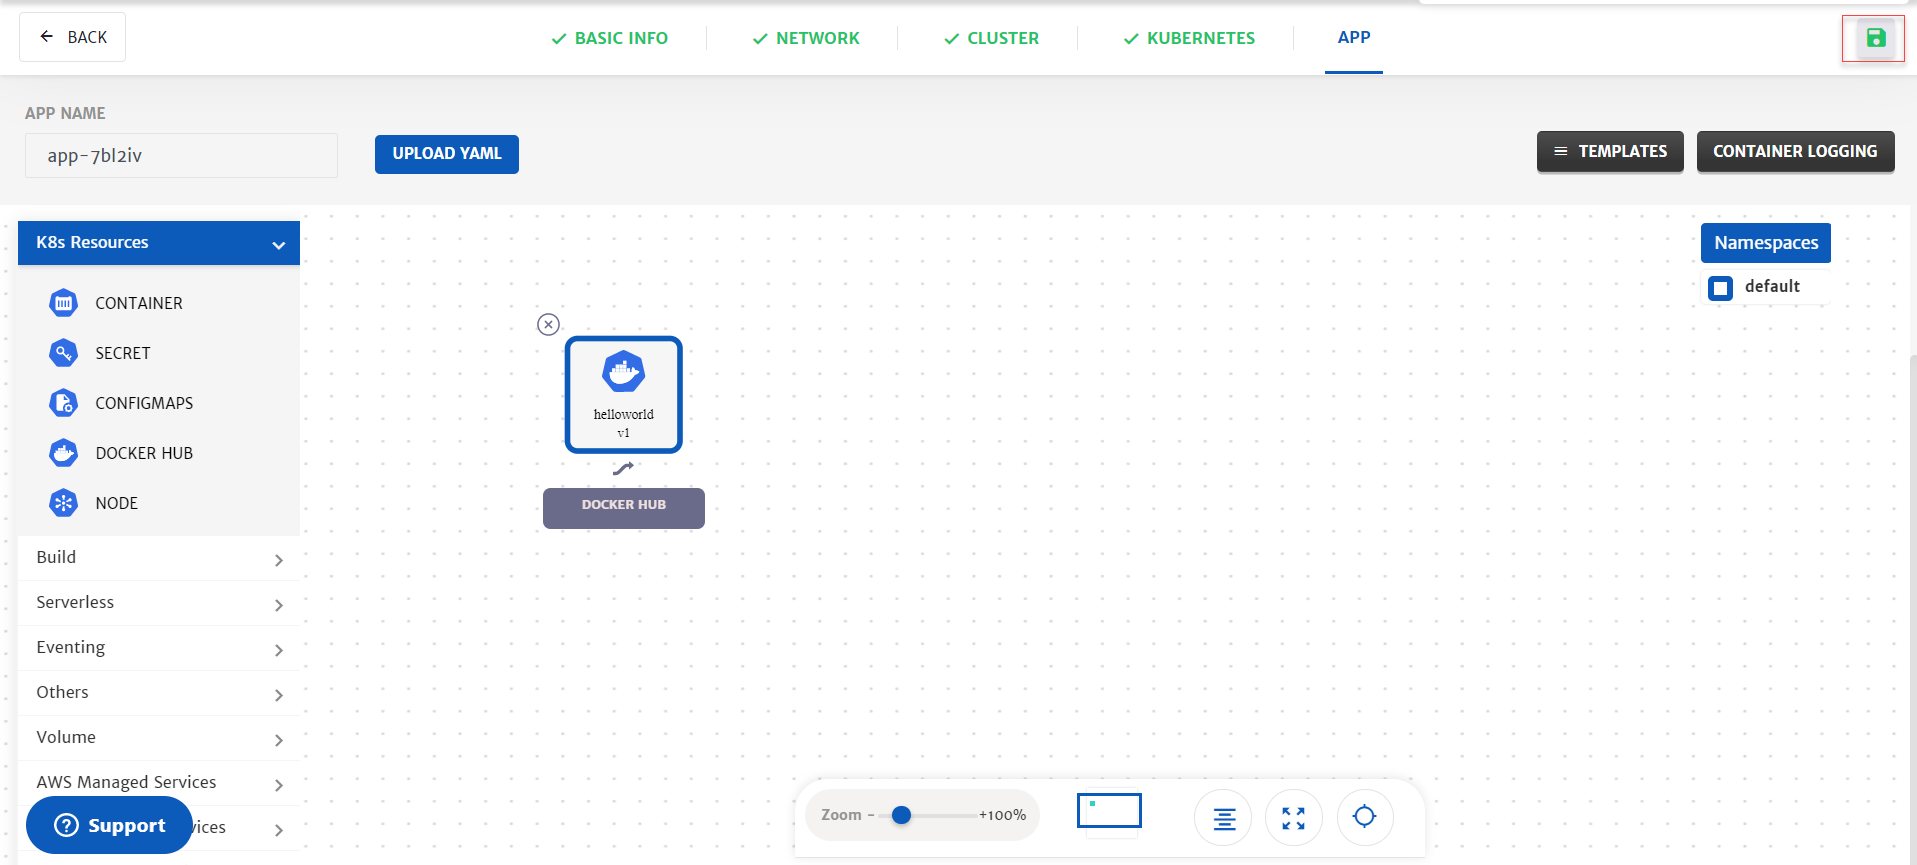 BACK
BASIC INFO
NETWORK
CLUSTER
KUBERNETES
APP
APP NAME
app-7bl2iv
UPLOAD YAML
TEMPLATES
CONTAINER LOGGING
K8s Resources
CONTAINER
SECRET
CONFIGMAPS
DOCKER HUB
NODE
Build
Serverless
Eventing
Others
Volume
AWS Managed Services
vices
Support
helloworld
v1
DOCKER HUB
Namespaces
default
Zoom - +100%